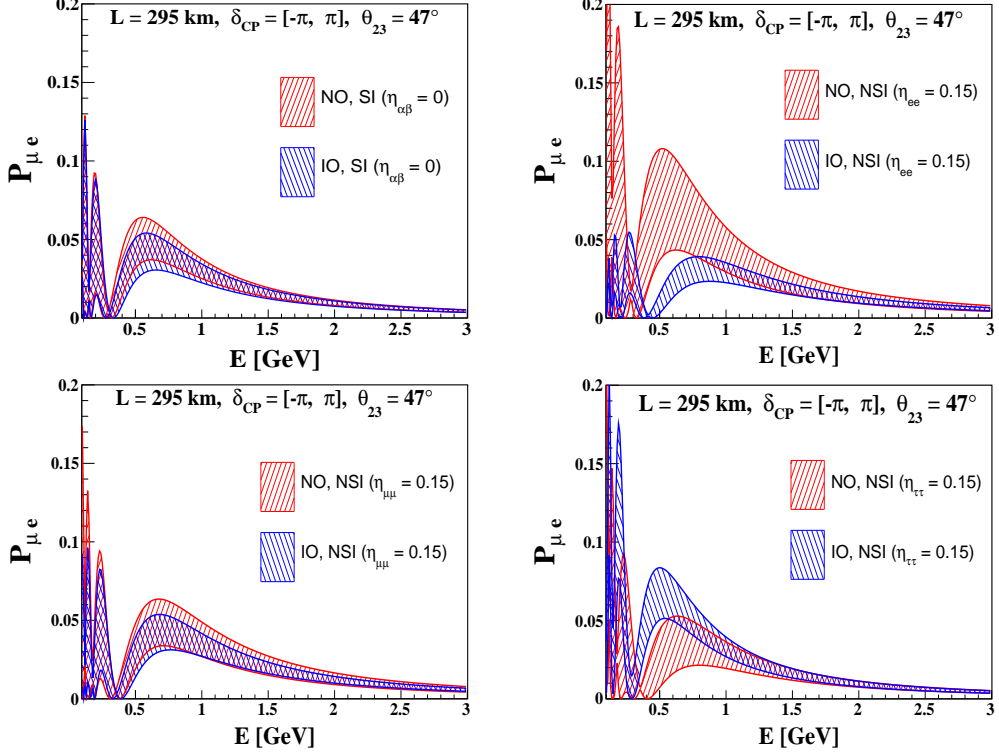 L = 295 km, δCP = [-π, π], θ23 = 47°
NO, SI (ηαβ = 0)
IO, SI (ηαβ = 0)
Pμe
0.2
0.15
0.1
0.05
0
0.5
1
1.5
2
2.5
3
E [GeV]
L = 295 km, δCP = [-π, π], θ23 = 47°
NO, NSI (ηee = 0.15)
IO, NSI (ηee = 0.15)
Pμe
0.2
0.15
0.1
0.05
0
0.5
1
1.5
2
2.5
3
E [GeV]
L = 295 km, δCP = [-π, π], θ23 = 47°
NO, NSI (ημμ = 0.15)
IO, NSI (ημμ = 0.15)
Pμe
0.2
0.15
0.1
0.05
0
0.5
1
1.5
2
2.5
3
E [GeV]
L = 295 km, δCP = [-π, π], θ23 = 47°
NO, NSI (ηττ = 0.15)
IO, NSI (ηττ = 0.15)
Pμe
0.2
0.15
0.1
0.05
0
0.5
1
1.5
2
2.5
3
E [GeV]